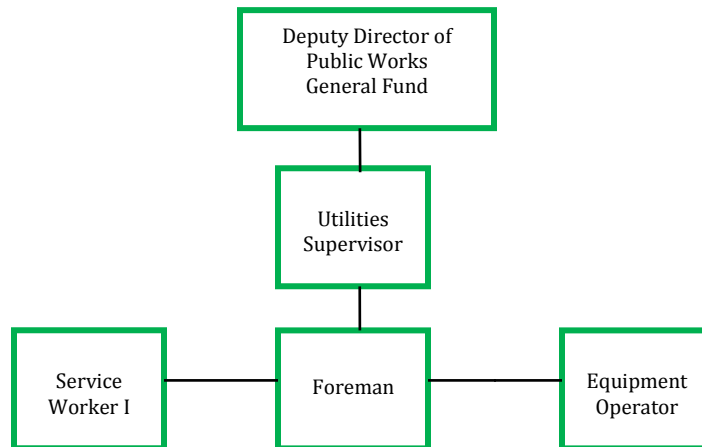 Deputy Director of
Public Works
General Fund
Utilities
Supervisor
Service
Worker I
Foreman
Equipment
Operator